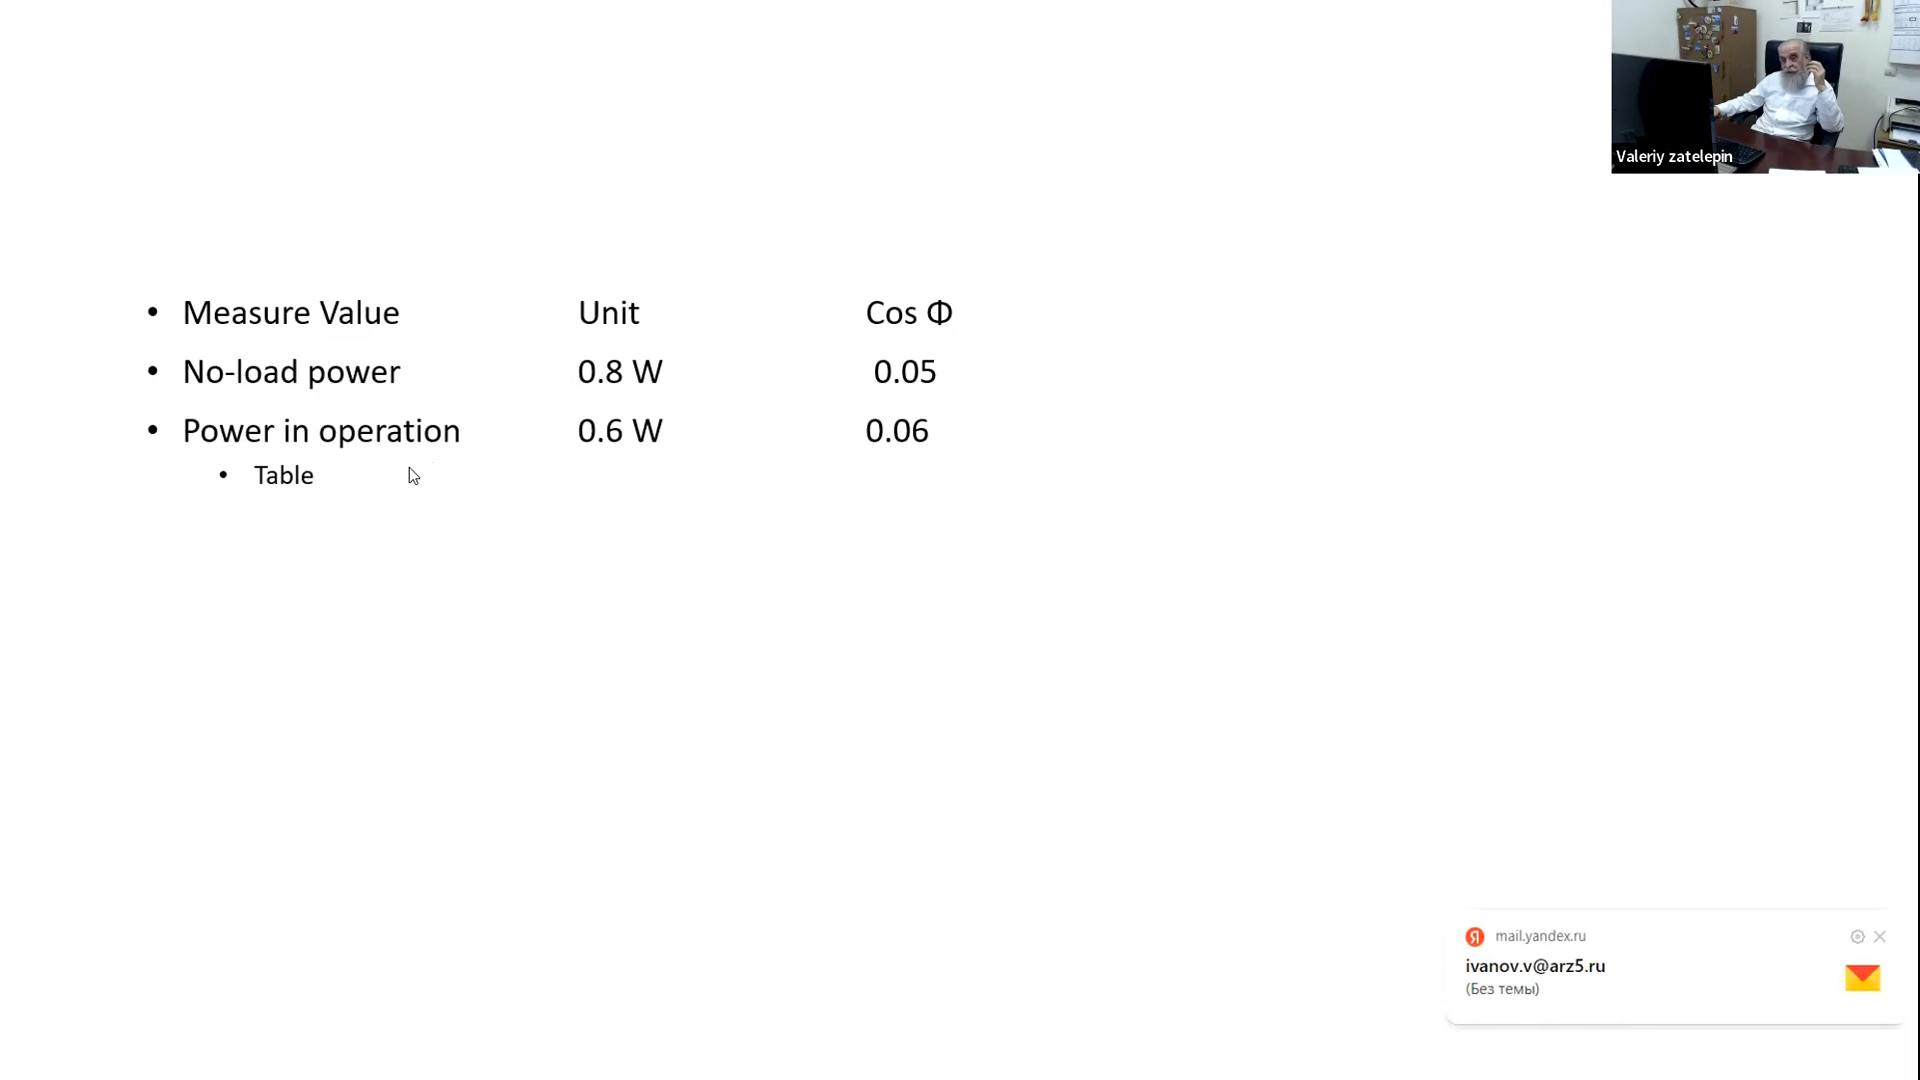 Valeriy zatelepin
• Measure Value Unit Cos Φ
• No-load power 0.8 W 0.05
• Power in operation 0.6 W 0.06
• Table
Я mail.yandex.ru
ivanov.v@arz5.ru
(Без темы)